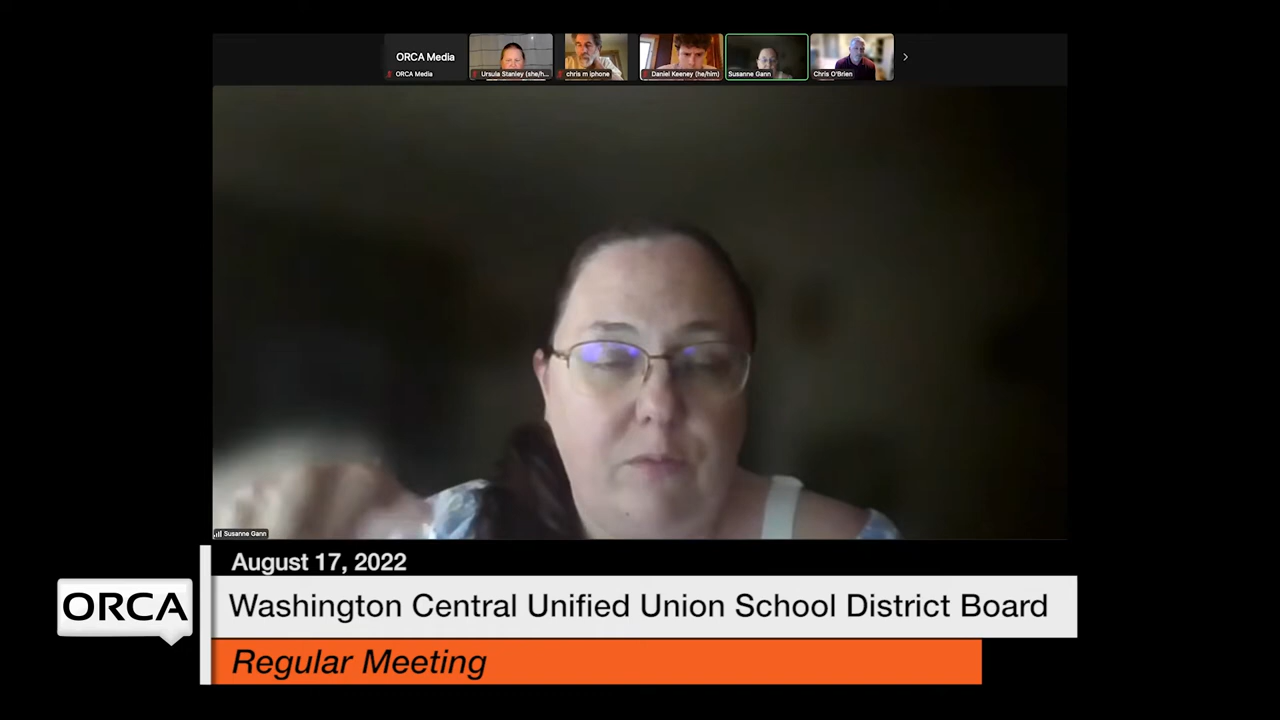 ORCA Media
ORCA Media
Ursula Stanley (she/h...
chris m iphone
Daniel Keeney (he/him)
Susanne Gann
Chris O'Brien
Susanne Gann
August 17, 2022
ORCA
Washington Central Unified Union School District Board
Regular Meeting